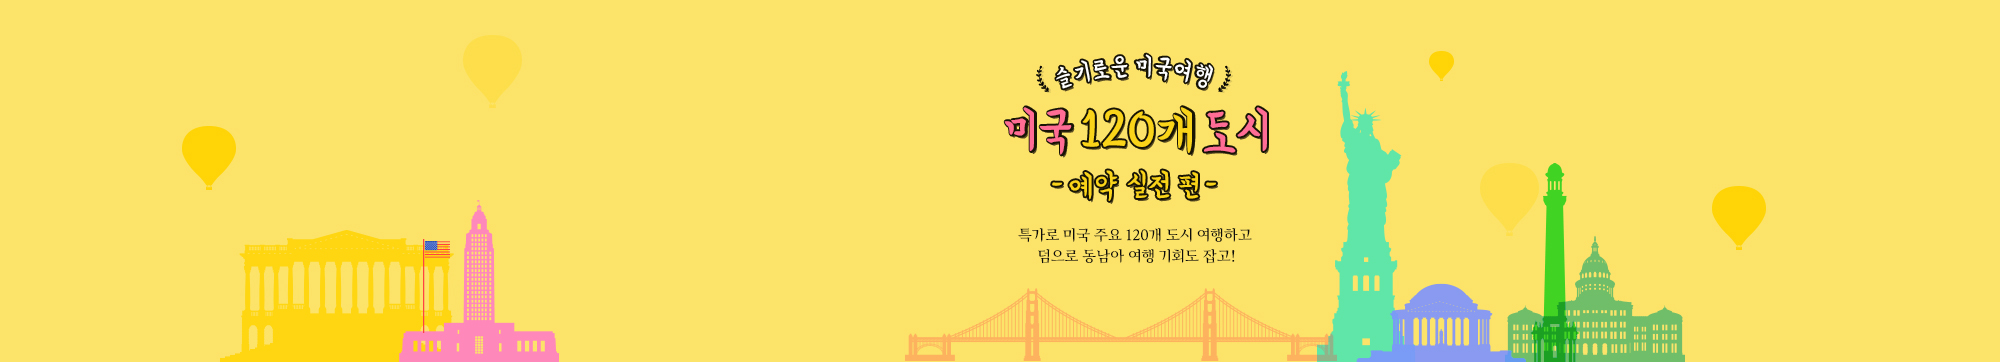 슬기로운 미국여행
미국 120개 도시
- 예약 실전 편 -
특가로 미국 주요 120개 도시 여행하고
덤으로 동남아 여행 기회도 잡고!